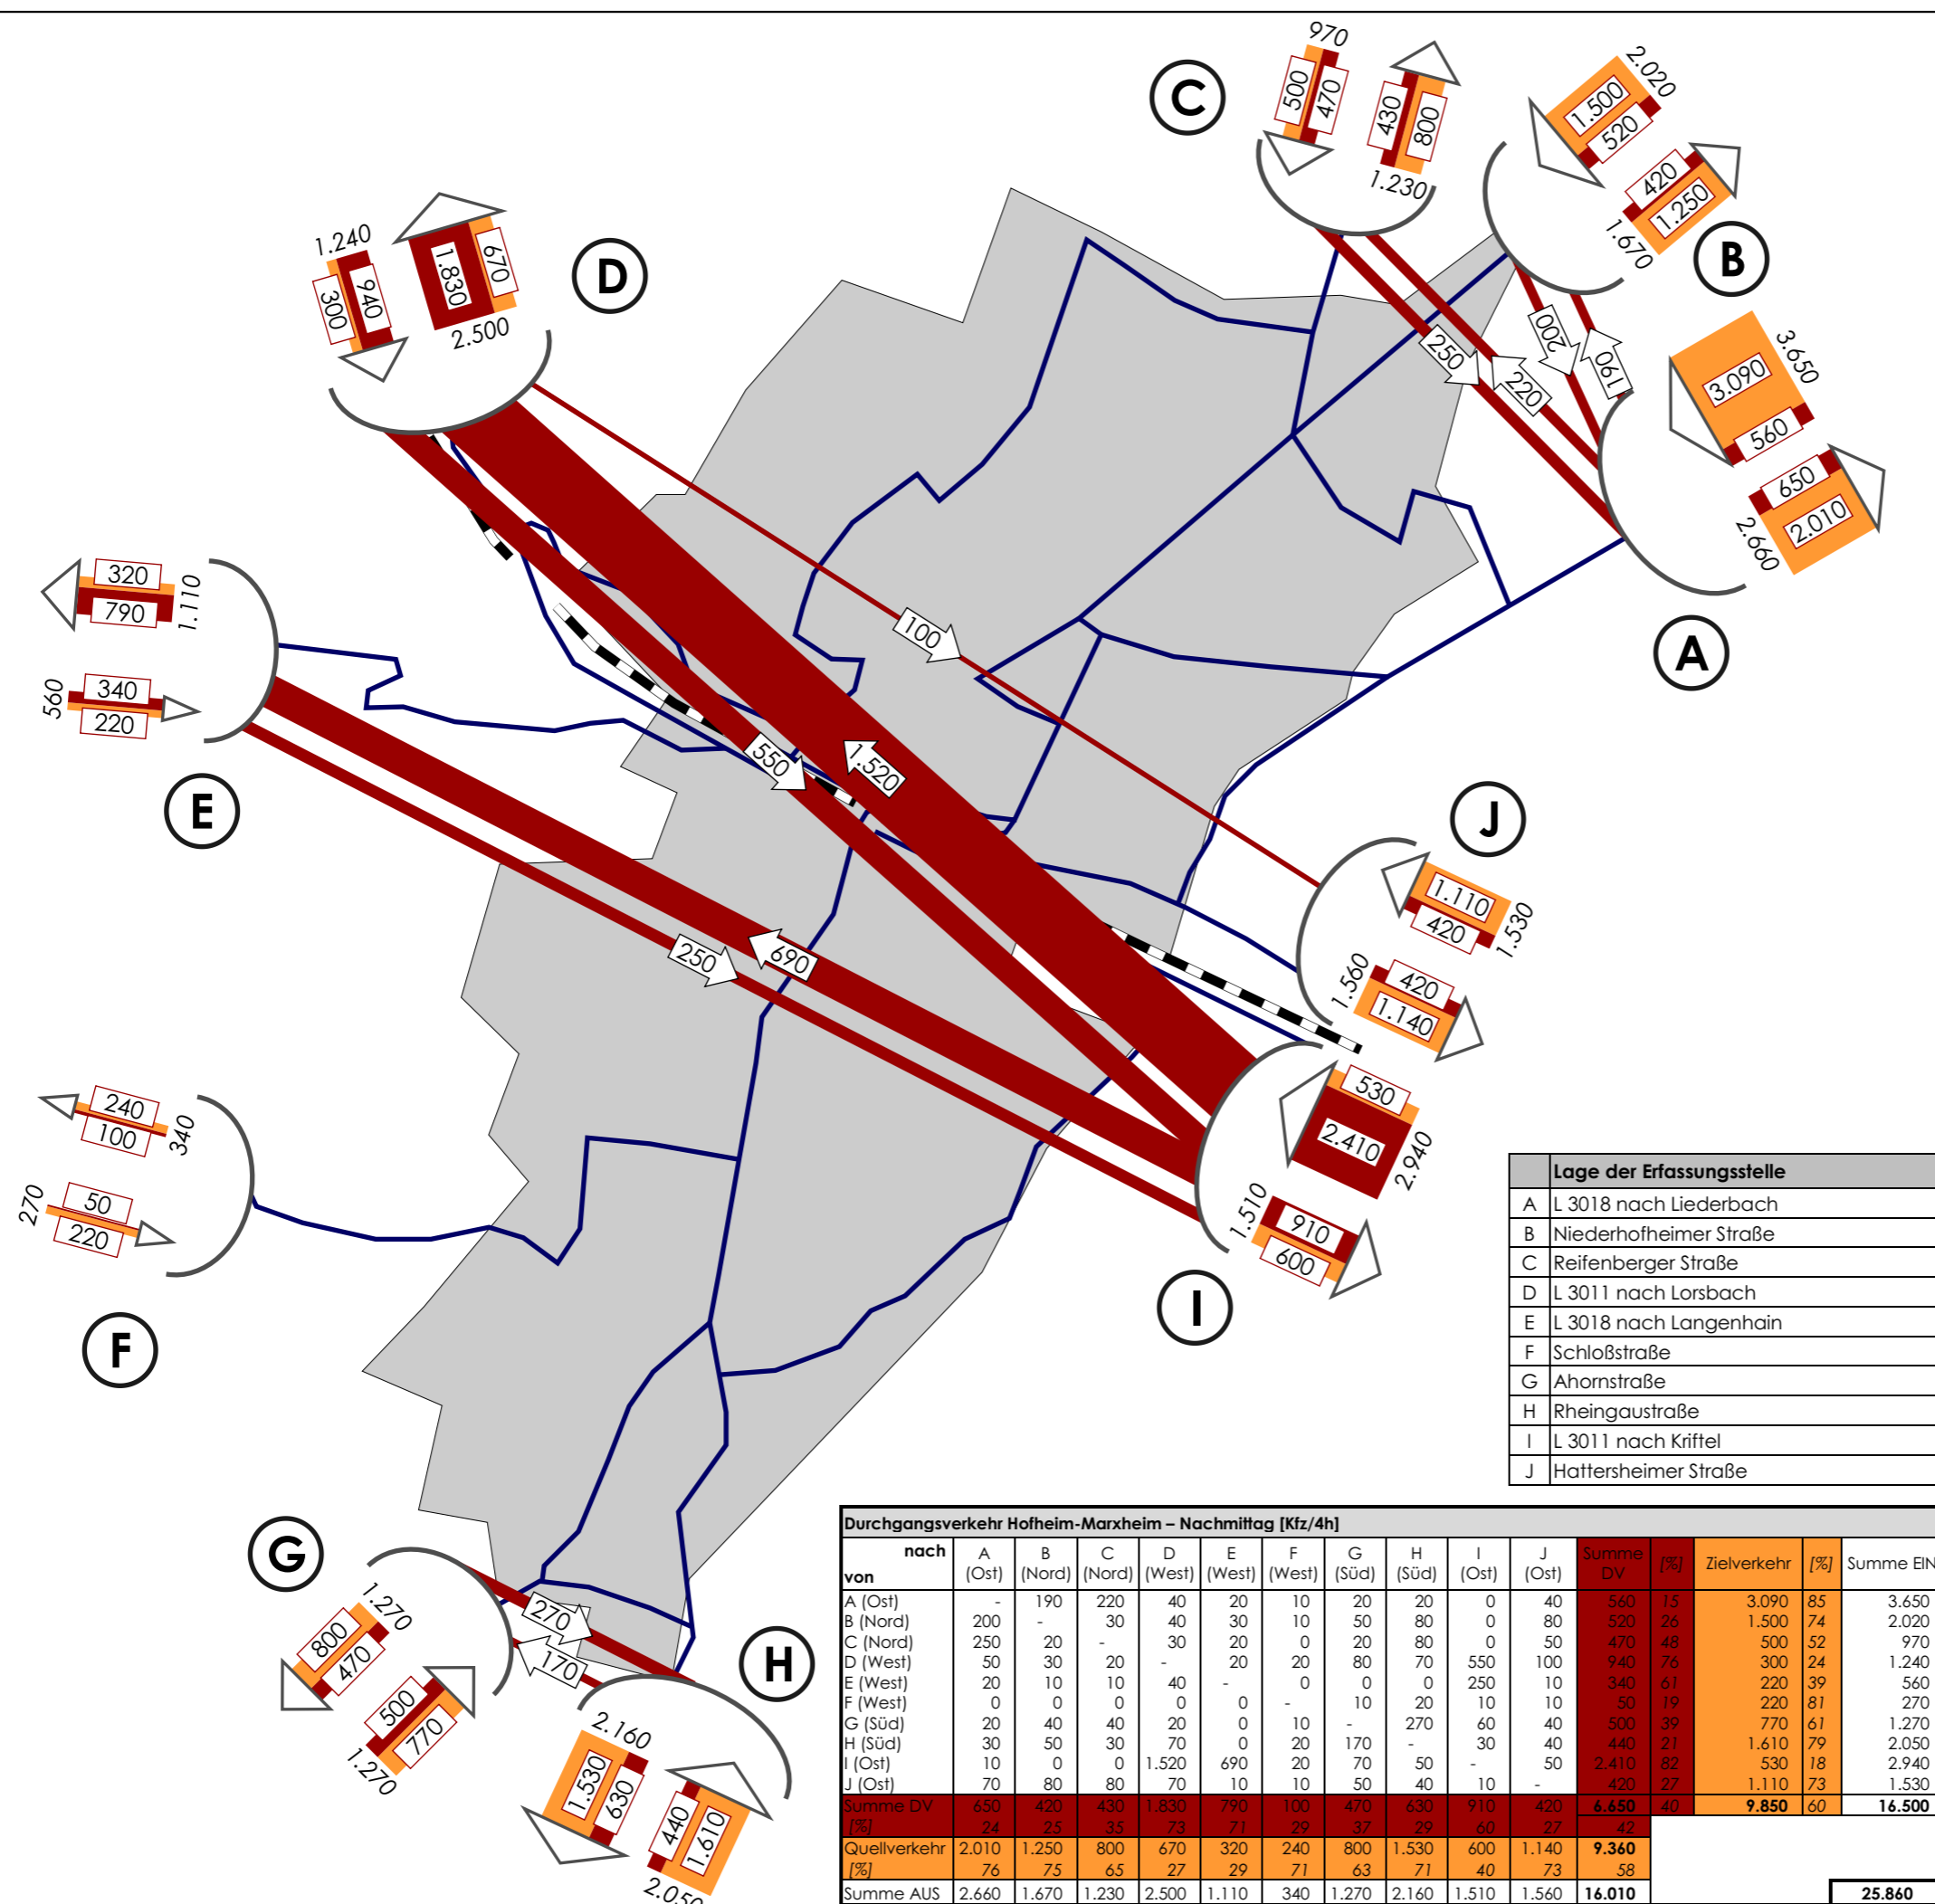 C
970
500
470
430
800
1.230
2.020
1.500
520
420
1.250
1.670
B
1.240
300
940
1.830
670
2.500
D
250
220
200
190
3.650
3.090
560
650
2.010
2.660
A
320
790
1.110
560
340
220
E
100
550
1.520
250
690
J
1.110
420
1.530
1.560
420
1.140
530
2.410
2.940
1.510
910
600
I
240
100
340
270
50
220
F
Lage der Erfassungsstelle
A L 3018 nach Liederbach
B Niederhofheimer Straße
C Reifenberger Straße
D L 3011 nach Lorsbach
E L 3018 nach Langenhain
F Schloßstraße
G Ahornstraße
H Rheingaustraße
I L 3011 nach Kriftel
J Hattersheimer Straße
G
1.270
800
470
500
770
1.270
270
170
H
2.160
1.530
630
440
1.610
2.050
Durchgangsverkehr Hofheim-Marxheim – Nachmittag [Kfz/4h]
nach A B C D E F G H I J Summe [%] Zielverkehr [%] Summe EIN
von (Ost) (Nord) (Nord) (West) (West) (West) (Süd) (Süd) (Ost) (Ost) DV
A (Ost) - 190 220 40 20 10 20 20 0 40 560 15 3.090 85 3.650
B (Nord) 200 - 30 40 30 10 50 80 0 80 520 26 1.500 74 2.020
C (Nord) 250 20 - 30 20 0 20 80 0 50 470 48 500 52 970
D (West) 50 30 20 - 20 20 80 70 550 100 940 76 300 24 1.240
E (West) 20 10 10 40 - 0 0 0 250 10 340 61 220 39 560
F (West) 0 0 0 0 0 - 10 20 10 10 50 19 220 81 270
G (Süd) 20 40 40 20 0 10 - 270 60 40 500 39 770 61 1.270
H (Süd) 30 50 30 70 0 20 170 - 30 40 440 21 1.610 79 2.050
I (Ost) 10 0 0 1.520 690 20 70 50 - 50 2.410 82 530 18 2.940
J (Ost) 70 80 80 70 10 10 50 40 10 - 420 27 1.110 73 1.530
Summe DV 650 420 430 1.830 790 100 470 630 910 420 6.650 40 9.850 60 16.500
[%] 24 25 35 73 71 29 37 29 60 27 42
Quellverkehr 2.010 1.250 800 670 320 240 800 1.530 600 1.140 9.360
[%] 76 75 65 27 29 71 63 71 40 73 58
Summe AUS 2.660 1.670 1.230 2.500 1.110 340 1.270 2.160 1.510 1.560 16.010 25.860